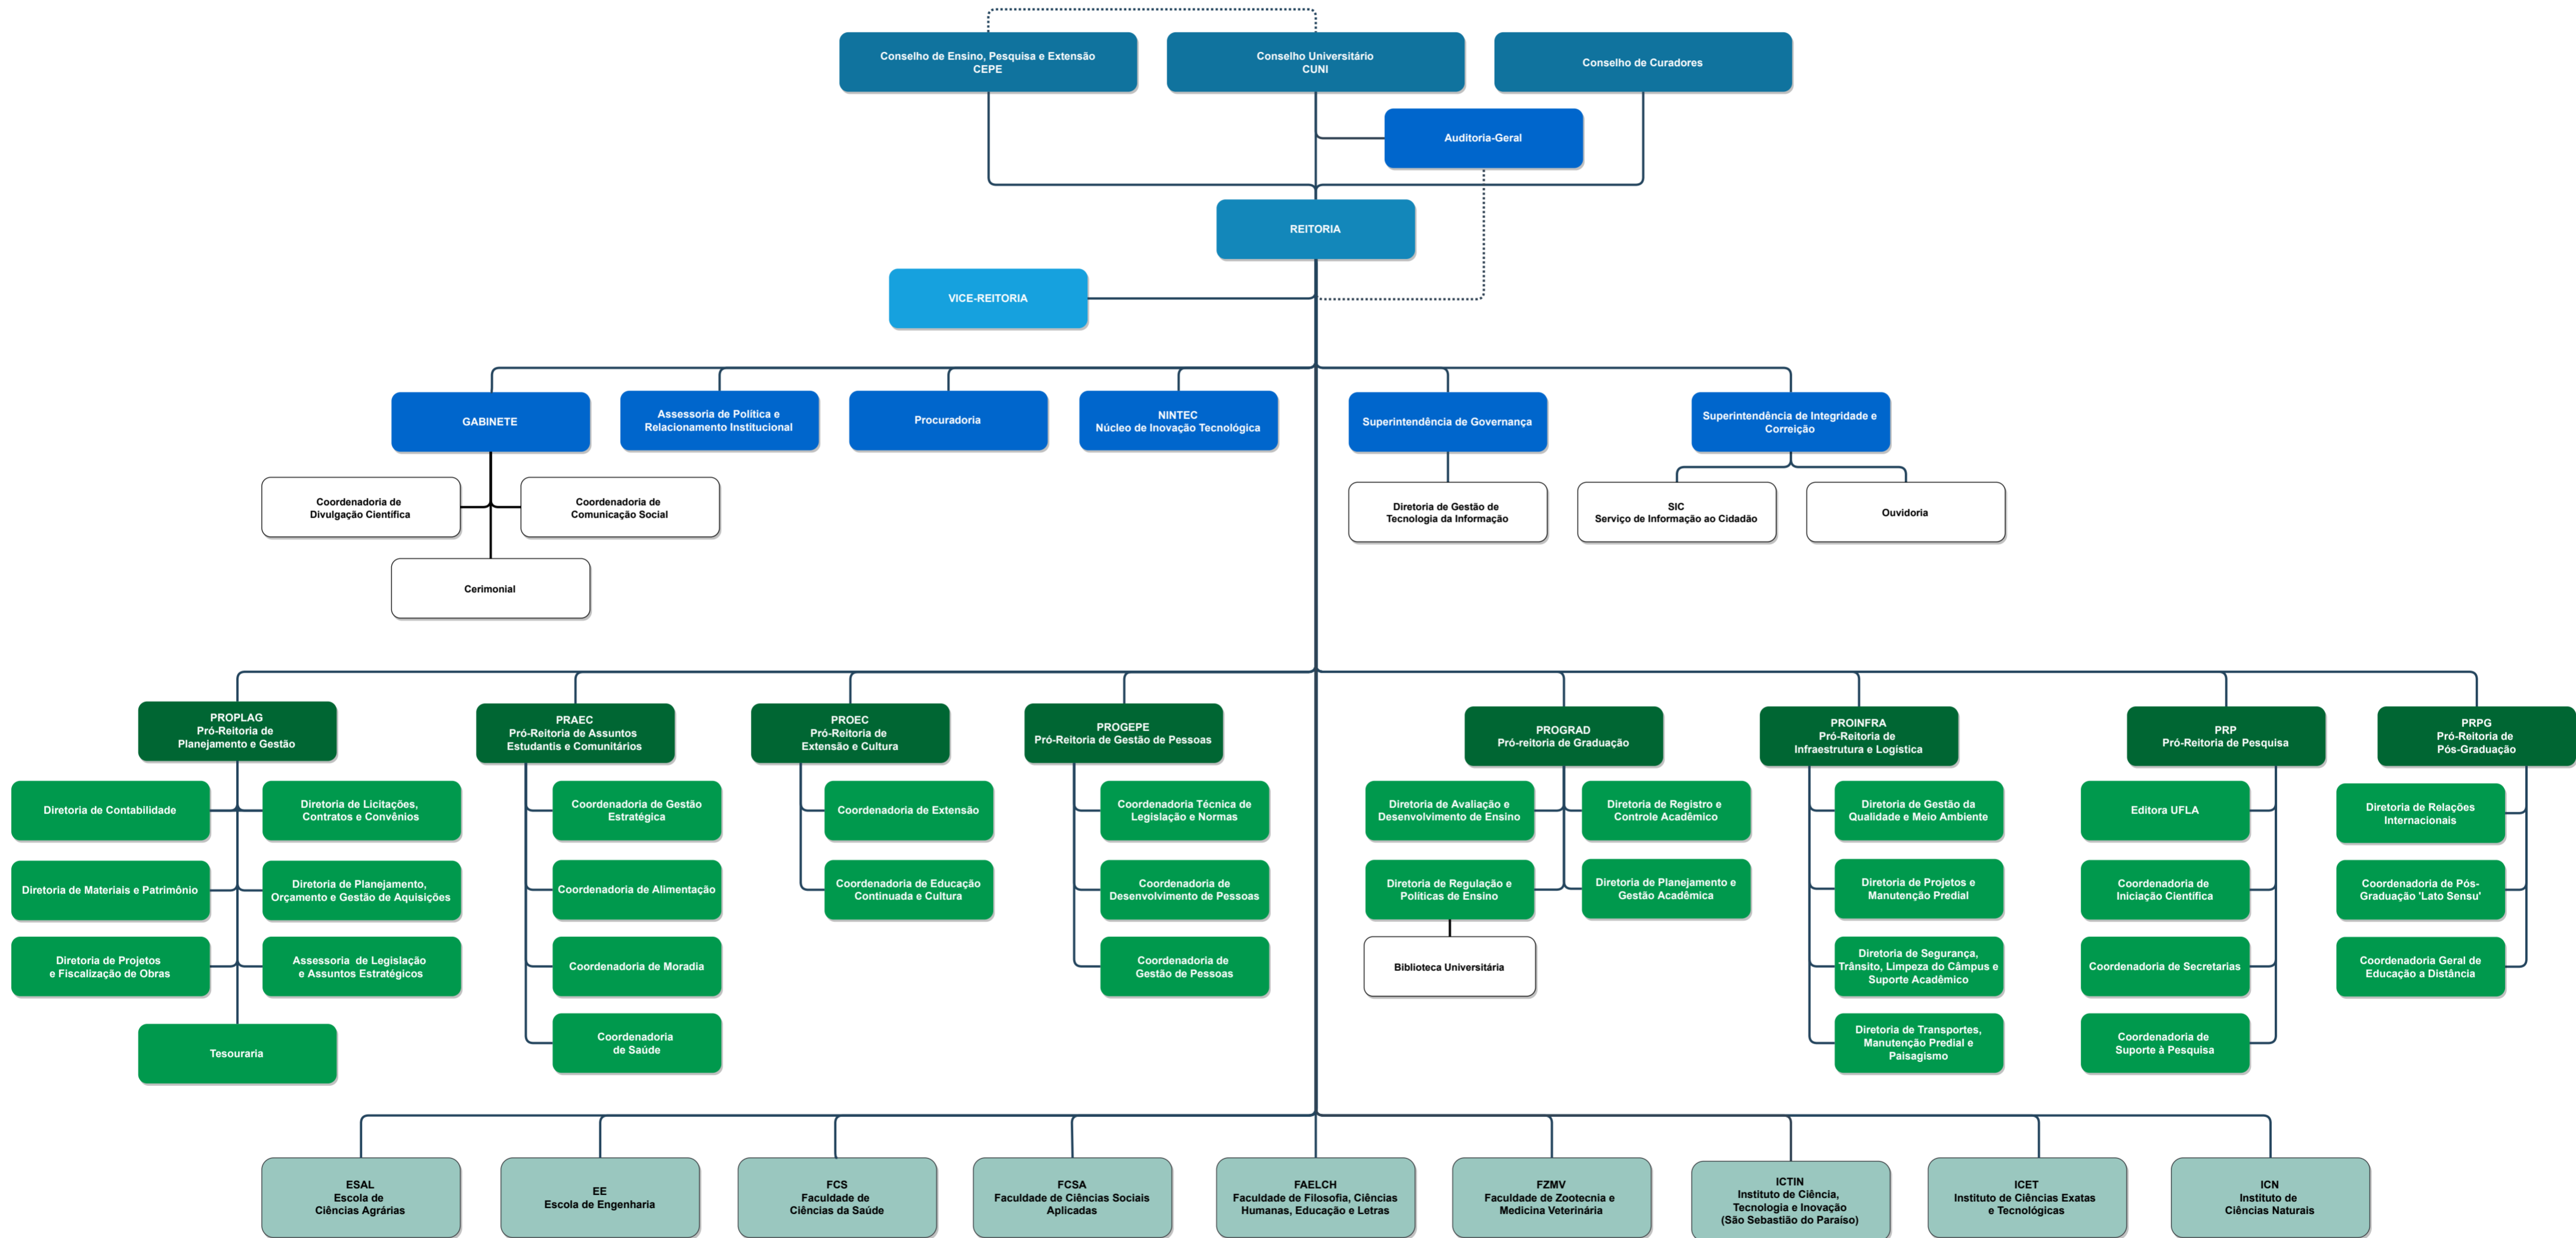 Conselho de Ensino, Pesquisa e Extensão
CEPE
Conselho Universitário
CUNI
Conselho de Curadores
Auditoria-Geral
REITORIA
VICE-REITORIA
GABINETE
Assessoria de Política e
Relacionamento Institucional
Procuradoria
NINTEC
Núcleo de Inovação Tecnológica
Superintendência de Governança
Superintendência de Integridade e
Correição
Coordenadoria de
Divulgação Científica
Coordenadoria de
Comunicação Social
Cerimonial
Diretoria de Gestão de
Tecnologia da Informação
SIC
Serviço de Informação ao Cidadão
Ouvidoria
PROPLAG
Pró-Reitoria de
Planejamento e Gestão
Diretoria de Contabilidade
Diretoria de Licitações,
Contratos e Convênios
Diretoria de Materiais e Patrimônio
Diretoria de Planejamento,
Orçamento e Gestão de Aquisições
Diretoria de Projetos
e Fiscalização de Obras
Assessoria  de Legislação
e Assuntos Estratégicos
Tesouraria
PRAEC
Pró-Reitoria de Assuntos
Estudantis e Comunitários
Coordenadoria de Gestão
Estratégica
Coordenadoria de Alimentação
Coordenadoria de Moradia
Coordenadoria
de Saúde
PROEC
Pró-Reitoria de
Extensão e Cultura
Coordenadoria de Extensão
Coordenadoria de Educação
Continuada e Cultura
PROGEPE
Pró-Reitoria de Gestão de Pessoas
Coordenadoria Técnica de
Legislação e Normas
Coordenadoria de
Desenvolvimento de Pessoas
Coordenadoria de
Gestão de Pessoas
PROGRAD
Pró-reitoria de Graduação
Diretoria de Avaliação e
Desenvolvimento de Ensino
Diretoria de Registro e
Controle Acadêmico
Diretoria de Regulação e
Políticas de Ensino
Diretoria de Planejamento e
Gestão Acadêmica
Biblioteca Universitária
PROINFRA
Pró-Reitoria de
Infraestrutura e Logística
Diretoria de Gestão da
Qualidade e Meio Ambiente
Diretoria de Projetos e
Manutenção Predial
Diretoria de Segurança,
Trânsito, Limpeza do Câmpus e
Suporte Acadêmico
Diretoria de Transportes,
Manutenção Predial e
Paisagismo
PRP
Pró-Reitoria de Pesquisa
Editora UFLA
Coordenadoria de
Iniciação Científica
Coordenadoria de Secretarias
Coordenadoria de
Suporte à Pesquisa
PRPG
Pró-Reitoria de
Pós-Graduação
Diretoria de Relações
Internacionais
Coordenadoria de Pós-
Graduação 'Lato Sensu'
Coordenadoria Geral de
Educação a Distância
ESAL
Escola de
Ciências Agrárias
EE
Escola de Engenharia
FCS
Faculdade de
Ciências da Saúde
FCSA
Faculdade de Ciências Sociais
Aplicadas
FAELCH
Faculdade de Filosofia, Ciências
Humanas, Educação e Letras
FZMV
Faculdade de Zootecnia e
Medicina Veterinária
ICTIN
Instituto de Ciência,
Tecnologia e Inovação
(São Sebastião do Paraíso)
ICET
Instituto de Ciências Exatas
e Tecnológicas
ICN
Instituto de
Ciências Naturais